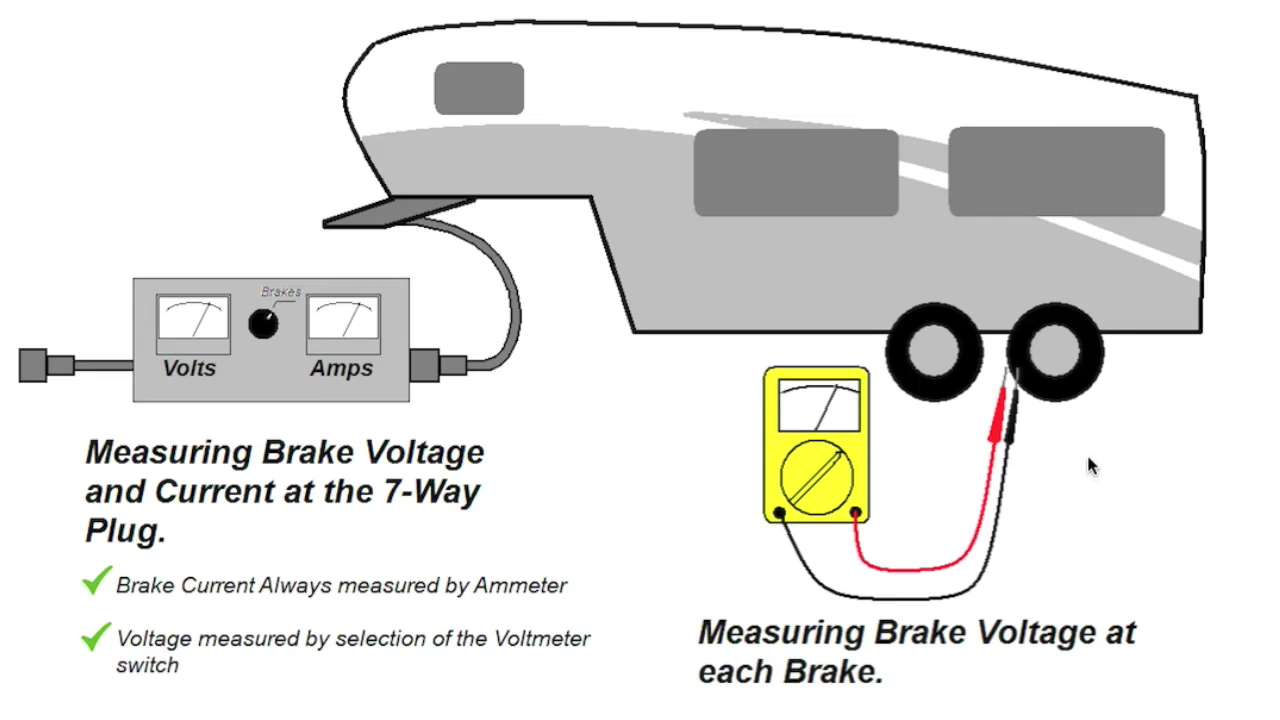 Brakes
Volts
Amps
Measuring Brake Voltage
and Current at the 7-Way
Plug.
Brake Current Always measured by Ammeter
Voltage measured by selection of the Voltmeter
switch
Measuring Brake Voltage at
each Brake.